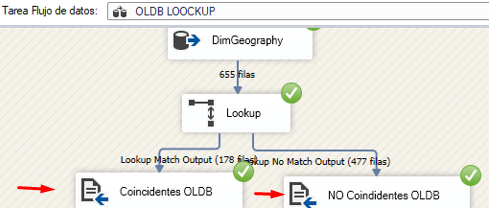 Tarea Flujo de datos: OLDB LOOCKUP
DimGeography
655 filas
Lookup
Lookup Match Output (178 filas)
Lookup No Match Output (477 filas)
Coincidentes OLDB
NO Coindidentes OLDB